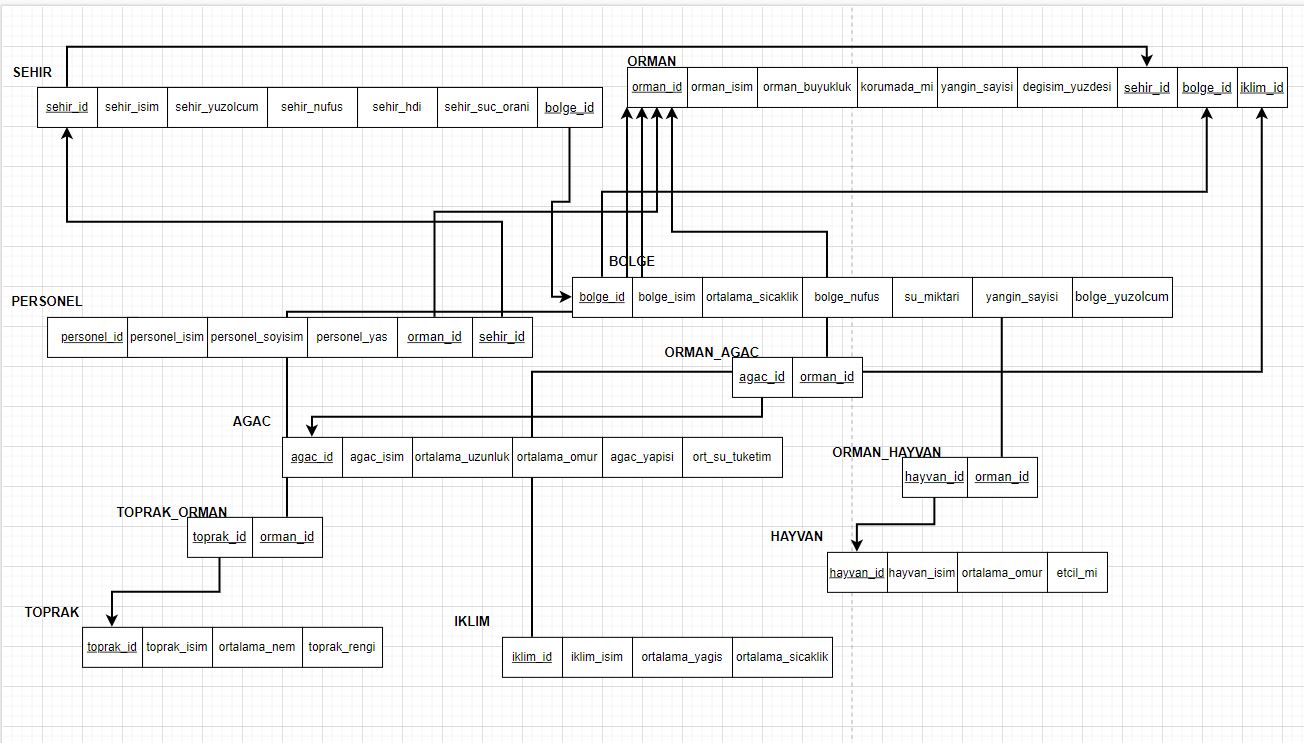 SEHIR
sehir_id sehir_isim sehir_yuzolcum sehir_nufus sehir_hdi sehir_suc_orani bolge_id
ORMAN
orman_id orman_isim orman_buyukluk korumada_mi yangin_sayisi degisim_yuzdesi sehir_id bolge_id iklim_id
BOLGE
bolge_id bolge_isim ortalama_sicaklik bolge_nufus su_miktari yangin_sayisi bolge_yuzolcum
PERSONEL
personel_id personel_isim personel_soyisim personel_yas orman_id sehir_id
ORMAN_AGAC
agac_id orman_id
AGAC
agac_id agac_isim ortalama_uzunluk ortalama_omur agac_yapisi ort_su_tuketim
ORMAN_HAYVAN
hayvan_id orman_id
TOPRAK_ORMAN
toprak_id orman_id
HAYVAN
hayvan_id hayvan_isim ortalama_omur etcil_mi
TOPRAK
toprak_id toprak_isim ortalama_nem toprak_rengi
IKLIM
iklim_id iklim_isim ortalama_yagis ortalama_sicaklik